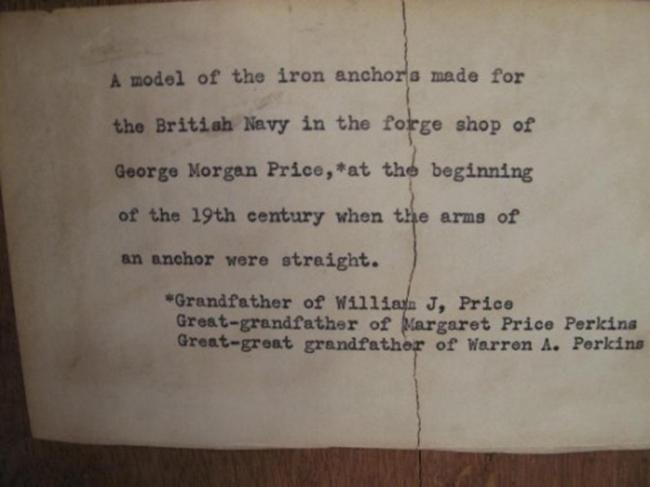 A model of the iron anchors made for
the British Navy in the forge shop of
George Morgan Price,*at the beginning
of the 19th century when the arms of
an anchor were straight.
*Grandfather of William J, Price
Great-grandfather of Margaret Price Perkins
Great-great grandfather of Warren A. Perkins